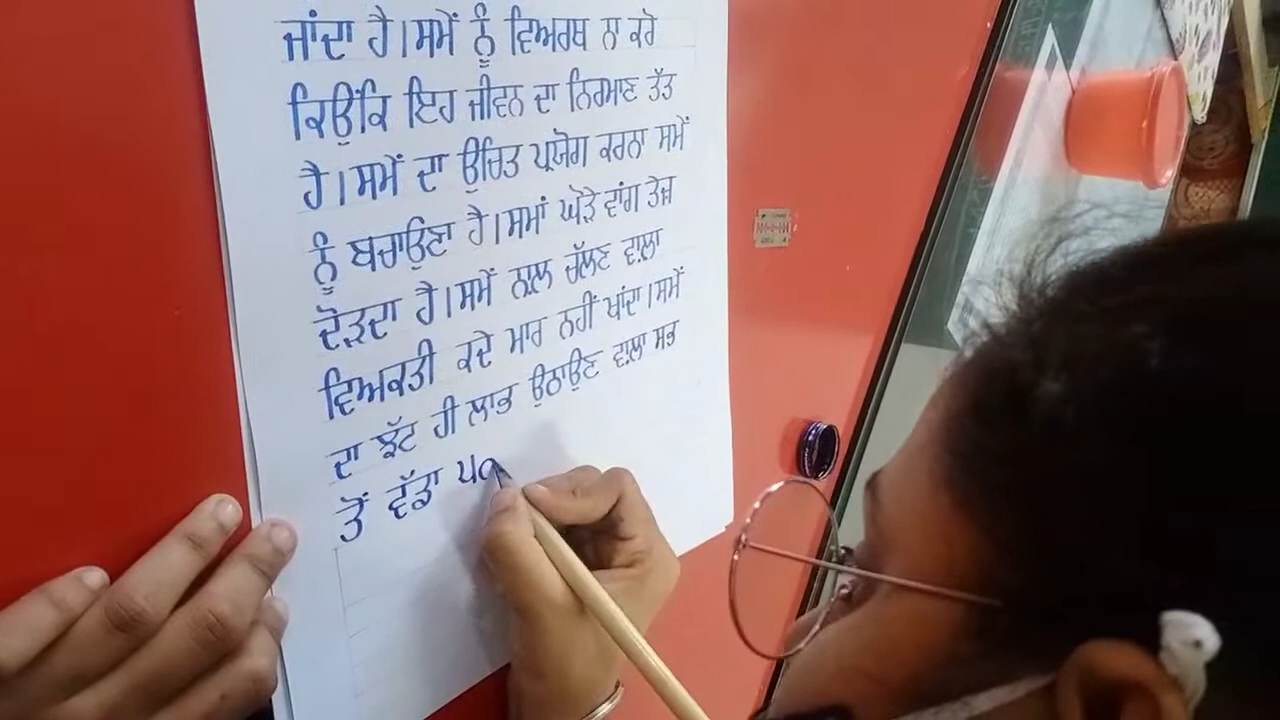 ਜਾਂਦਾ ਹੈ।ਸਮੇਂ ਨੂੰ ਵਿਅਰਥ ਨਾ ਕਰੋ
ਕਿਉਂਕਿ ਇਹ ਜੀਵਨ ਦਾ ਨਿਰਮਾਣ ਤੱਤ
ਹੈ।ਸਮੇਂ ਦਾ ਉਚਿਤ ਪ੍ਰਯੋਗ ਕਰਨਾ ਸਮੇਂ
ਨੂੰ ਬਚਾਉਣਾ ਹੈ।ਸਮਾਂ ਘੋੜੇ ਵਾਂਗ ਤੇਜ਼
ਦੋੜਦਾ ਹੈ।ਸਮੇਂ ਨਾਲ਼ ਚੱਲਣ ਵਾਲ਼ਾ
ਵਿਅਕਤੀ ਕਦੇ ਮਾਰ ਨਹੀਂ ਖਾਂਦਾ।ਸਮੇਂ
ਦਾ ਝੱਟ ਹੀ ਲਾਭ ਉਠਾਉਣ ਵਾਲ਼ਾ ਸਭ
ਤੋਂ ਵੱਡਾ